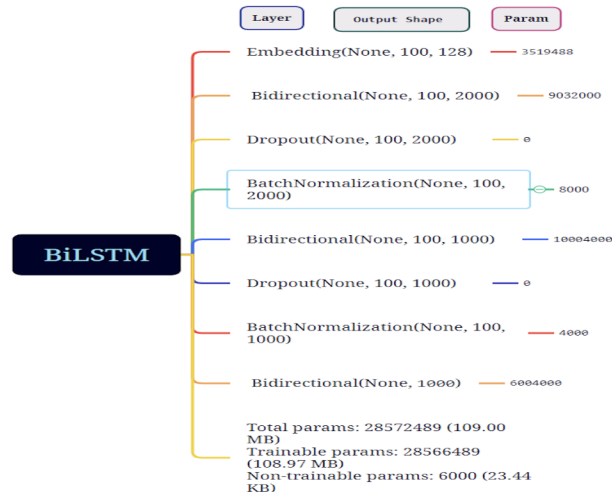 Layer Output Shape Param
Embedding(None, 100, 128) 3519488
Bidirectional(None, 100, 2000) 9032000
Dropout(None, 100, 2000) 0
BatchNormalization(None, 100,
2000) 8000
BiLSTM
Bidirectional(None, 100, 1000) 10004000
Dropout(None, 100, 1000) 0
BatchNormalization(None, 100,
1000) 4000
Bidirectional(None, 1000) 6004000
Total params: 28572489 (109.00
MB)
Trainable params: 28566489
(108.97 MB)
Non-trainable params: 6000 (23.44
KB)